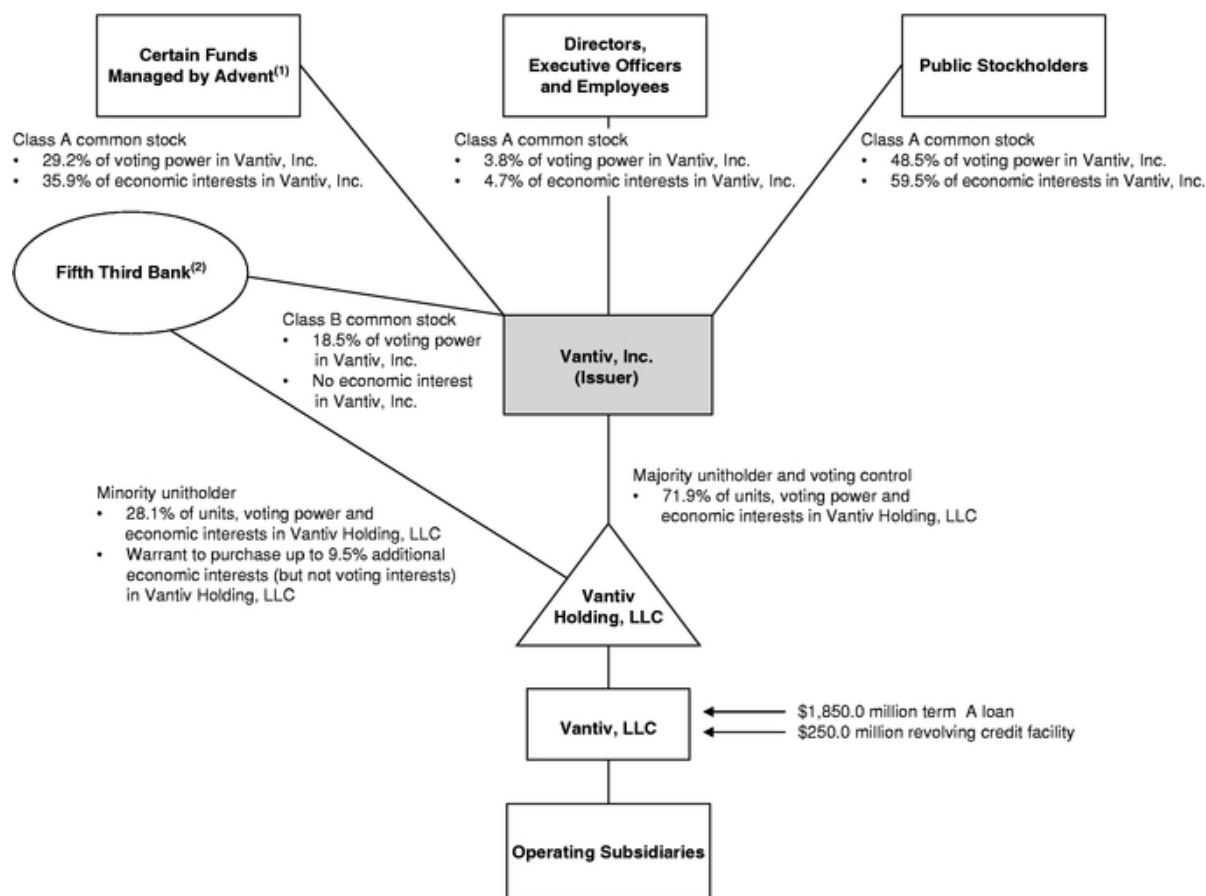 Certain Funds
Managed by Advent(1)
Directors,
Executive Officers
and Employees
Public Stockholders
Class A common stock
• 29.2% of voting power in Vantiv, Inc.
• 35.9% of economic interests in Vantiv, Inc.
Class A common stock
• 3.8% of voting power in Vantiv, Inc.
• 4.7% of economic interests in Vantiv, Inc.
Class A common stock
• 48.5% of voting power in Vantiv, Inc.
• 59.5% of economic interests in Vantiv, Inc.
Fifth Third Bank(2)
Class B common stock
• 18.5% of voting power
in Vantiv, Inc.
• No economic interest
in Vantiv, Inc.
Vantiv, Inc.
(Issuer)
Minority unitholder
• 28.1% of units, voting power and
economic interests in Vantiv Holding, LLC
• Warrant to purchase up to 9.5% additional
economic interests (but not voting interests)
in Vantiv Holding, LLC
Majority unitholder and voting control
• 71.9% of units, voting power and
economic interests in Vantiv Holding, LLC
Vantiv
Holding, LLC
Vantiv, LLC
$1,850.0 million term A loan
$250.0 million revolving credit facility
Operating Subsidiaries